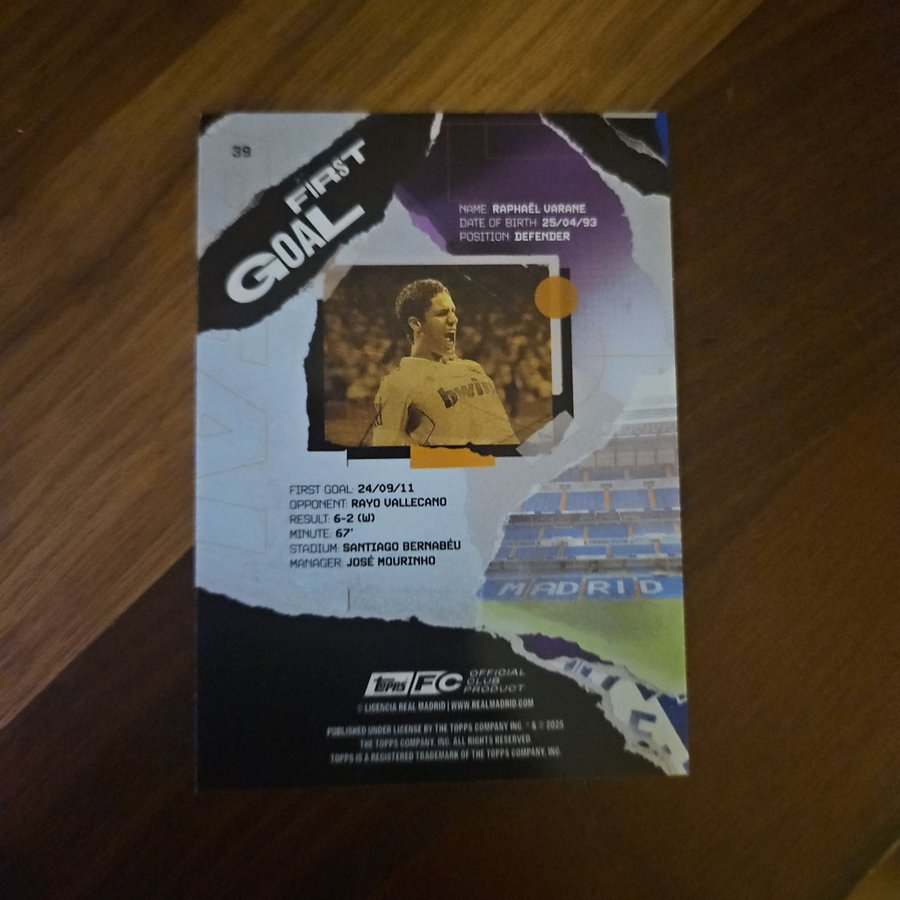 39
FIRST
GOAL
NAME: RAPHAËL VARANE
DATE OF BIRTH: 25/04/93
POSITION: DEFENDER
bwin
FIRST GOAL: 24/09/11
OPPONENT: RAYO VALLECANO
RESULT: 6-2 (W)
MINUTE: 67'
STADIUM: SANTIAGO BERNABÉU
MANAGER: JOSÉ MOURINHO
MADRID
TOPPS FC OFFICIAL
CLUB
PRODUCT
© LICENCIA REAL MADRID | WWW.REALMADRID.COM
PUBLISHED UNDER LICENSE BY THE TOPPS COMPANY INC. ® & © 2025
THE TOPPS COMPANY, INC. ALL RIGHTS RESERVED.
TOPPS IS A REGISTERED TRADEMARK OF THE TOPPS COMPANY, INC.